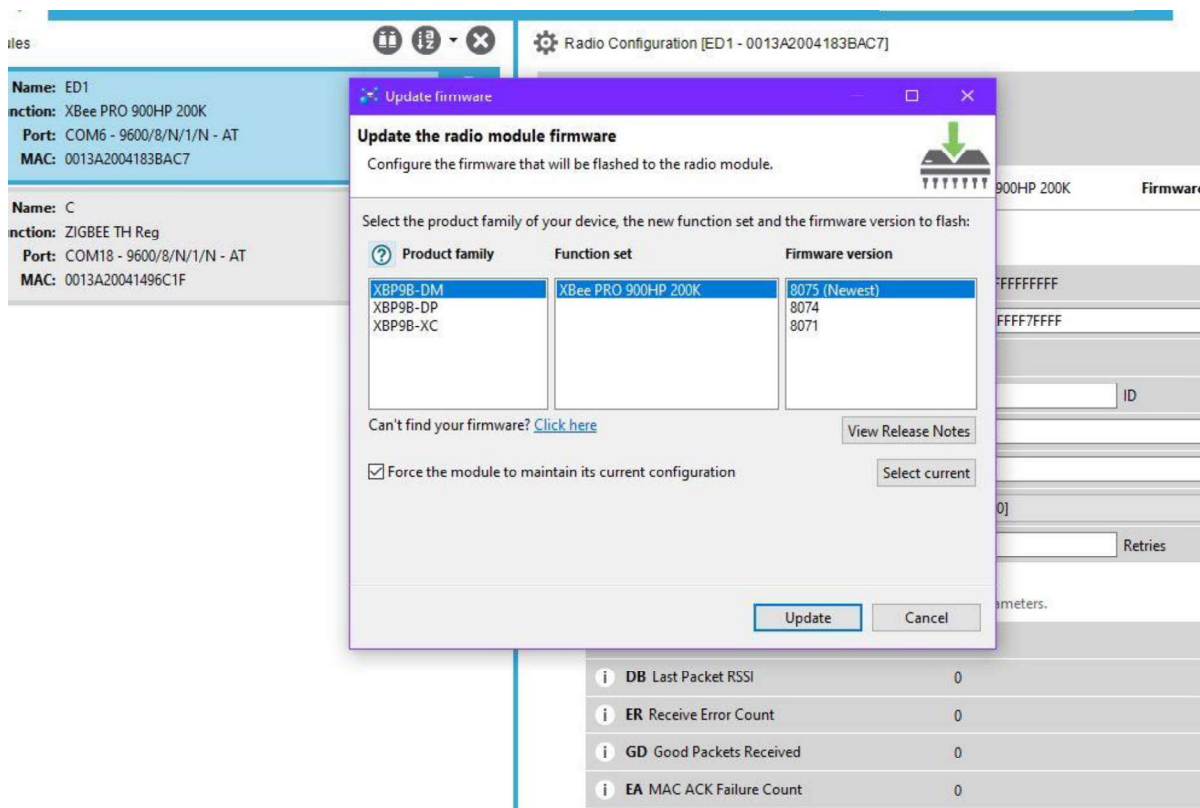 ules
Radio Configuration [ED1 - 0013A2004183BAC7]
Name: ED1
nction: XBee PRO 900HP 200K
Port: COM6 - 9600/8/N/1/N - AT
MAC: 0013A2004183BAC7
Name: C
nction: ZIGBEE TH Reg
Port: COM18 - 9600/8/N/1/N - AT
MAC: 0013A20041496C1F
Update firmware
Update the radio module firmware
Configure the firmware that will be flashed to the radio module.
900HP 200K Firmware
Select the product family of your device, the new function set and the firmware version to flash:
Product family Function set Firmware version
XBP9B-DM XBee PRO 900HP 200K 8075 (Newest)
XBP9B-DP 8074
XBP9B-XC 8071
FFFFFFFFF
FFFF7FFFF
ID
Can't find your firmware? Click here
View Release Notes
Force the module to maintain its current configuration
Select current
0]
Retries
ameters.
Update Cancel
i DB Last Packet RSSI 0
i ER Receive Error Count 0
i GD Good Packets Received 0
i EA MAC ACK Failure Count 0